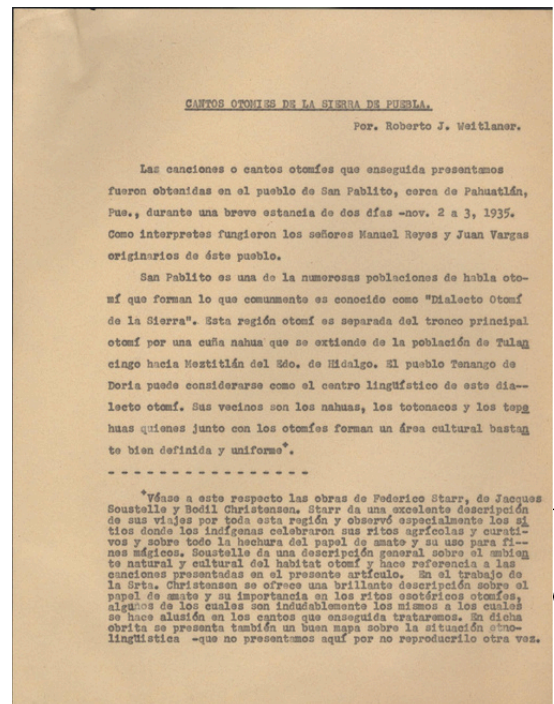 CANTOS OTOMIES DE LA SIERRA DE PUEBLA.
Por. Roberto J. Weitlaner.
Las canciones o cantos otomíes que enseguida presentamos
fueron obtenidas en el pueblo de San Pablito, cerca de Pahuatlán,
Pue., durante una breve estancia de dos días -nov. 2 a 3, 1935.
Como interpretes fungieron los señores Manuel Reyes y Juan Vargas
originarios de éste pueblo.
San Pablito es una de la numerosas poblaciones de habla oto-
mí que forman lo que comunmente es conocido como "Dialecto Otomí
de la Sierra". Esta región otomí es separada del tronco principal
otomí por una cuña nahua que se extiende de la población de Tulan
cingo hacia Meztitlán del Edo. de Hidalgo. El pueblo Tenango de
Doria puede considerarse como el centro lingüístico de este dia--
lecto otomí. Sus vecinos son los nahuas, los totonacos y los tepe
huas quienes junto con los otomíes forman un área cultural bastan
te bien definida y uniforme+.
- - - - - - - - - - - - - - - -
+Véase a este respecto las obras de Federico Starr, de Jacques
Soustelle y Bodil Christensen. Starr da una excelente descripción
de sus viajes por toda esta región y observó especialmente los si
tios donde los indígenas celebraron sus ritos agrícolas y curati-
vos y sobre todo la hechura del papel de amate y su uso para fi--
nes mágicos. Soustelle da una descripción general sobre el ambien
te natural y cultural del habitat otomí y hace referencia a las
canciones presentadas en el presente artículo. En el trabajo de
la Srta. Christensen se ofrece una brillante descripción sobre el
papel de amate y su importancia en los ritos esotéricos otomíes,
algunos de los cuales son indudablemente los mismos a los cuales
se hace alusión en los cantos que enseguida trataremos. En dicha
obrita se presenta también un buen mapa sobre la situación etno-
lingüística -que no presentamos aquí por no reproducrilo otra vez.